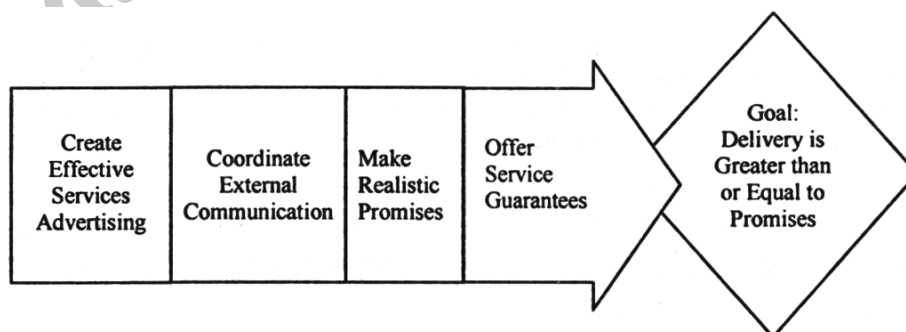 Create
Effective
Services
Advertising
Coordinate
External
Communication
Make
Realistic
Promises
Offer
Service
Guarantees
Goal:
Delivery is
Greater than
or Equal to
Promises